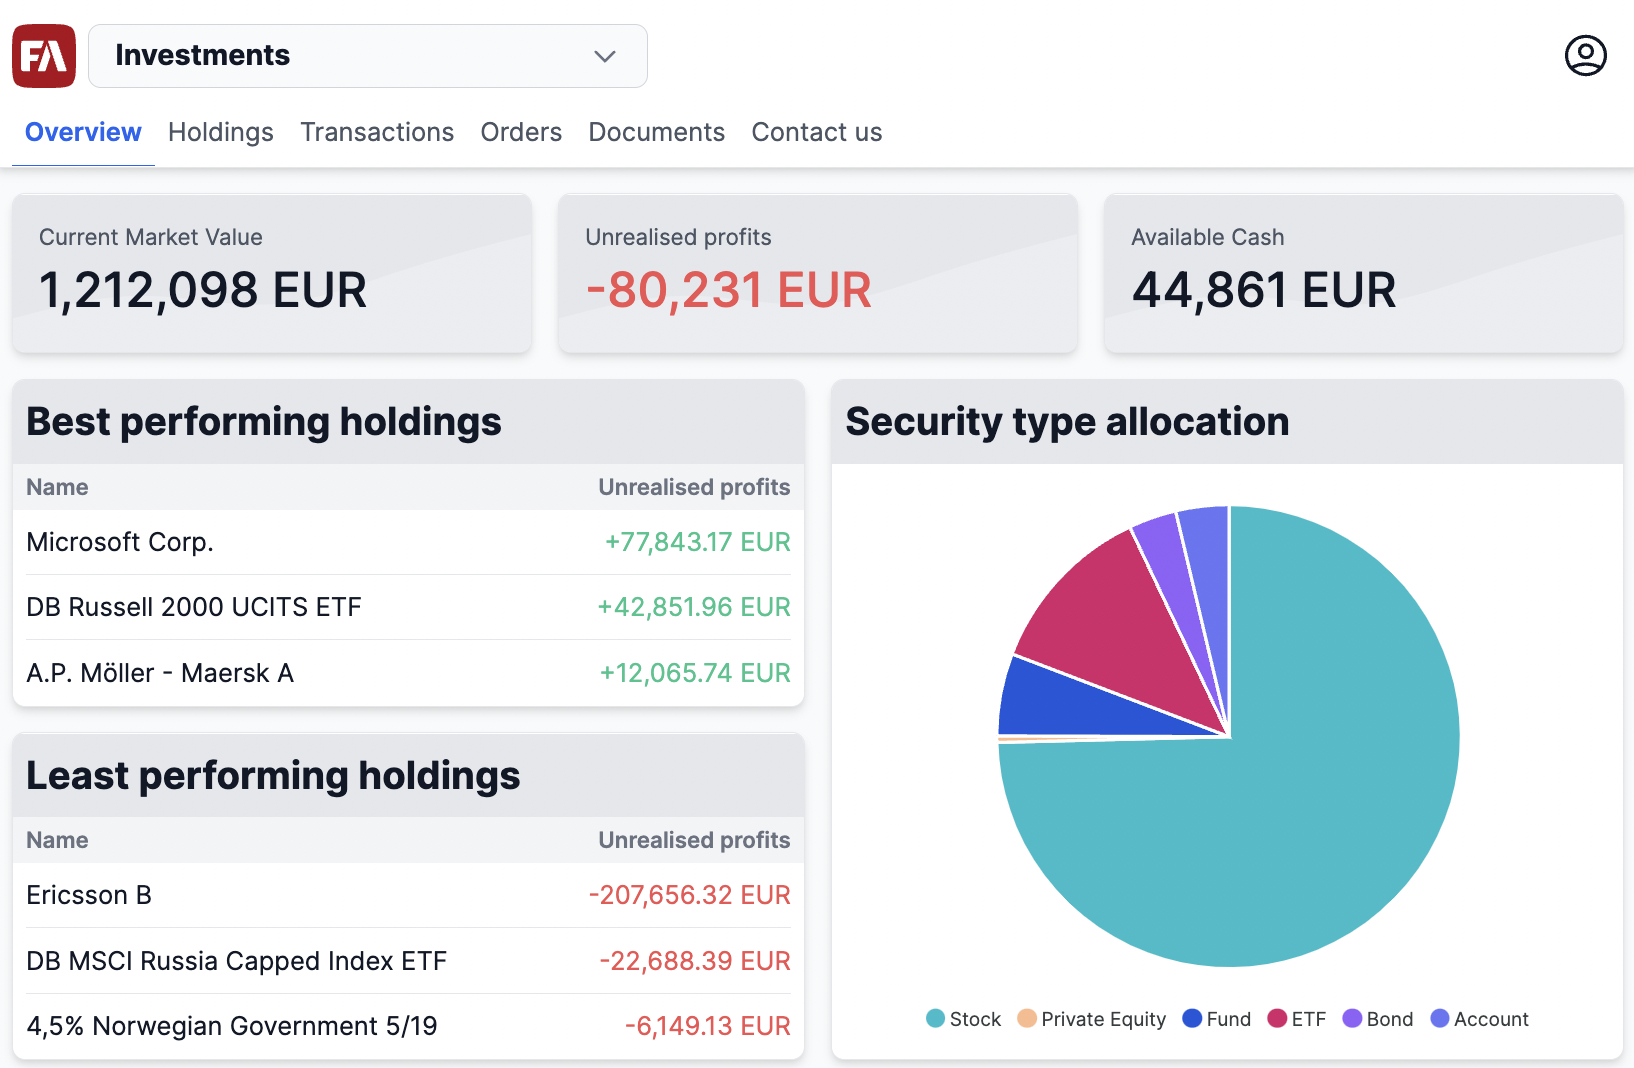 FA
Investments
Overview Holdings Transactions Orders Documents Contact us
Current Market Value
1,212,098 EUR
Unrealised profits
-80,231 EUR
Available Cash
44,861 EUR
Best performing holdings
Name Unrealised profits
Microsoft Corp. +77,843.17 EUR
DB Russell 2000 UCITS ETF +42,851.96 EUR
A.P. Möller - Maersk A +12,065.74 EUR
Least performing holdings
Name Unrealised profits
Ericsson B -207,656.32 EUR
DB MSCI Russia Capped Index ETF -22,688.39 EUR
4,5% Norwegian Government 5/19 -6,149.13 EUR
Security type allocation
Stock Private Equity Fund ETF Bond Account